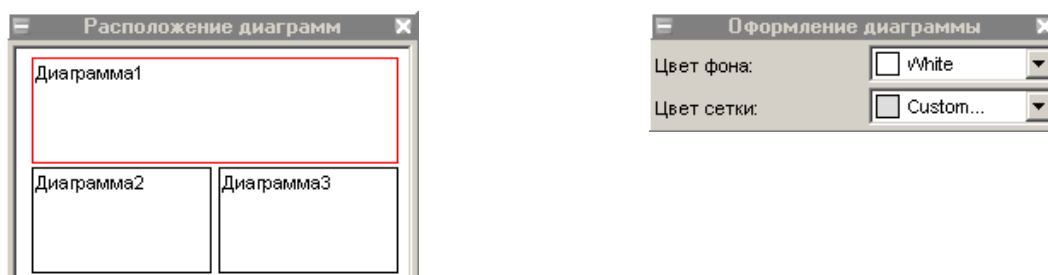 Расположение диаграмм
Диаграмма1
Диаграмма2
Диаграмма3
Оформление диаграммы
Цвет фона:
White
Цвет сетки:
Custom...